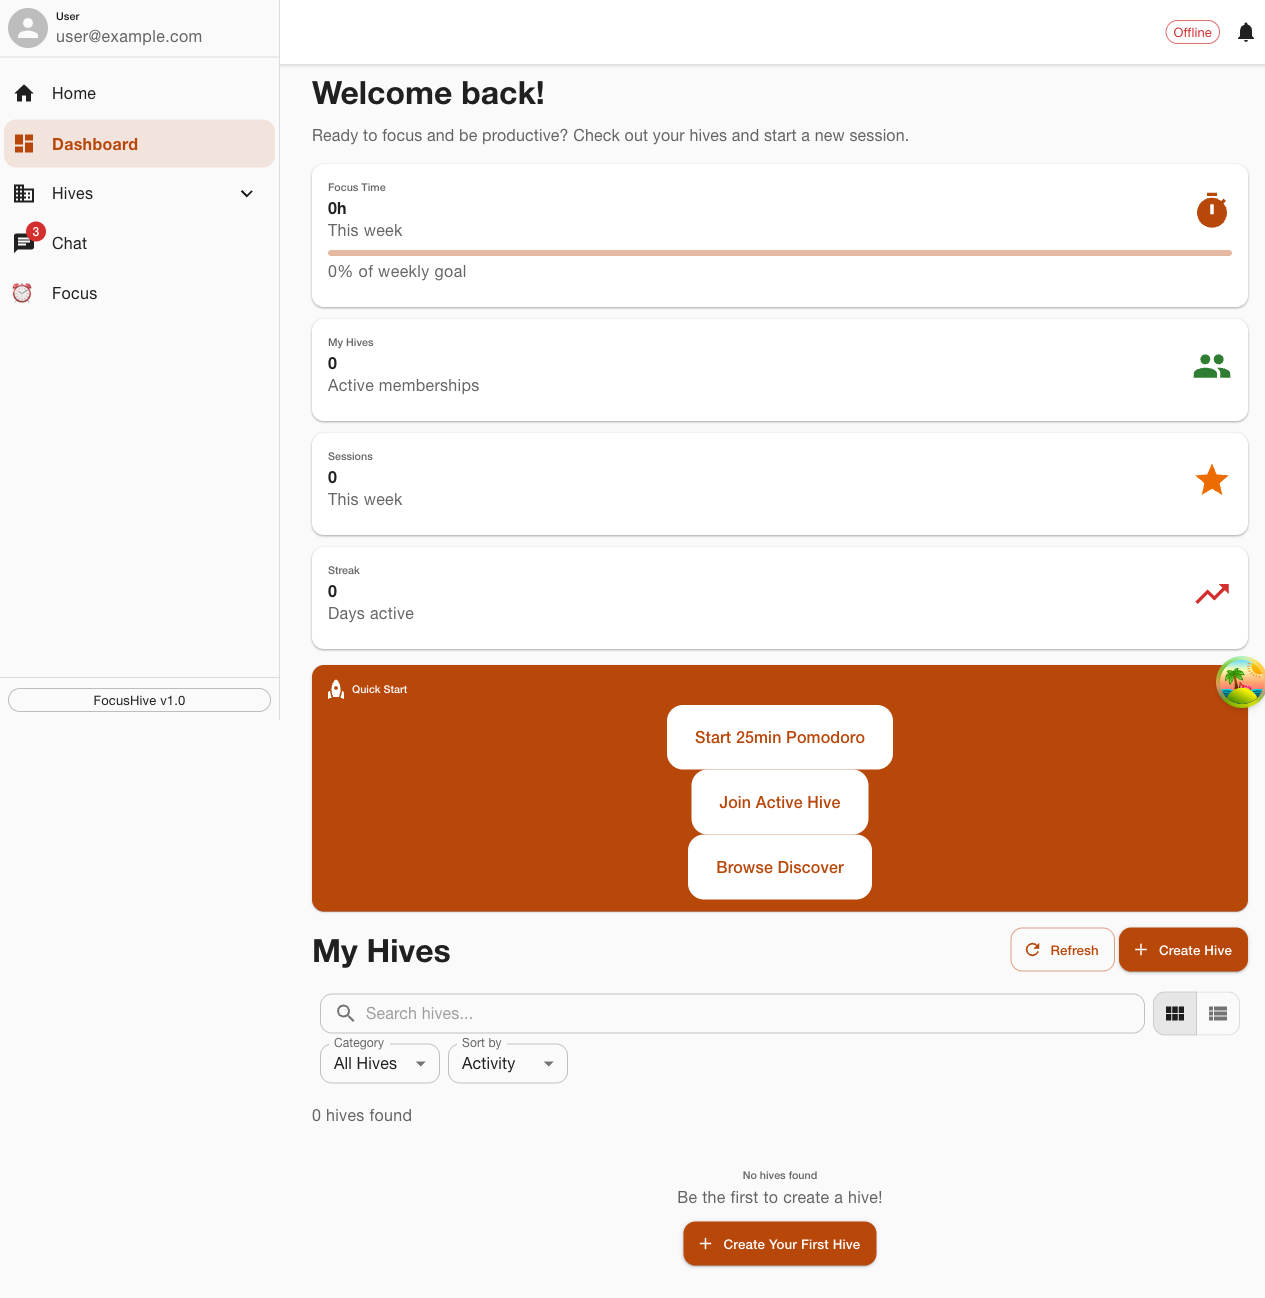 User
user@example.com
Home
Dashboard
Hives
3
Chat
Focus
FocusHive v1.0
Offline
Welcome back!
Ready to focus and be productive? Check out your hives and start a new session.
Focus Time
0h
This week
0% of weekly goal
My Hives
0
Active memberships
Sessions
0
This week
Streak
0
Days active
Quick Start
Start 25min Pomodoro
Join Active Hive
Browse Discover
My Hives
Refresh
Create Hive
Search hives...
Category
All Hives
Sort by
Activity
0 hives found
No hives found
Be the first to create a hive!
Create Your First Hive